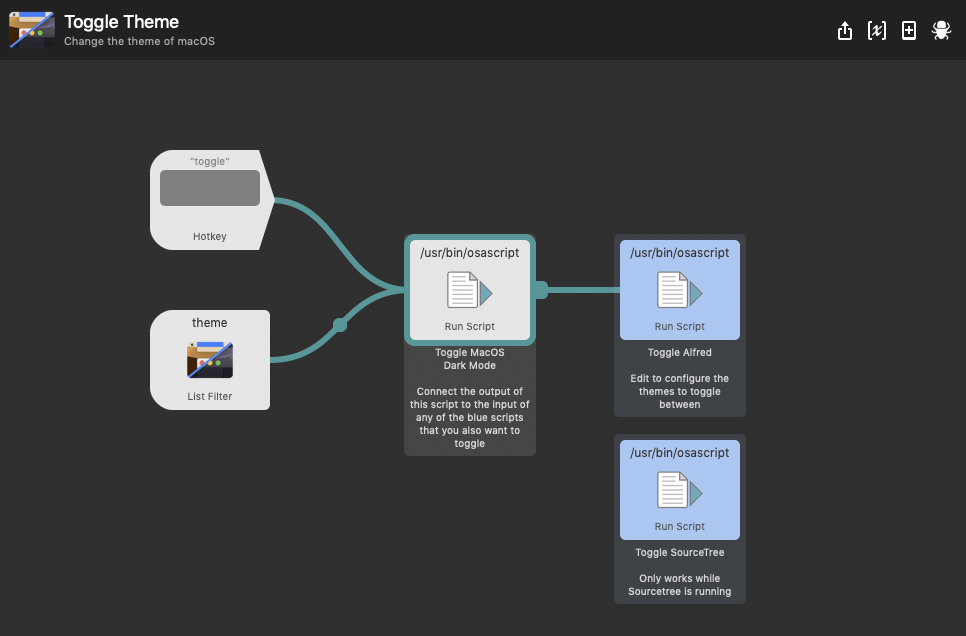 Toggle Theme
Change the theme of macOS
"toggle"
Hotkey
theme
List Filter
/usr/bin/osascript
Run Script
Toggle MacOS
Dark Mode
Connect the output of
this script to the input of
any of the blue scripts
that you also want to
toggle
/usr/bin/osascript
Run Script
Toggle Alfred
Edit to configure the
themes to toggle
between
/usr/bin/osascript
Run Script
Toggle SourceTree
Only works while
Sourcetree is running